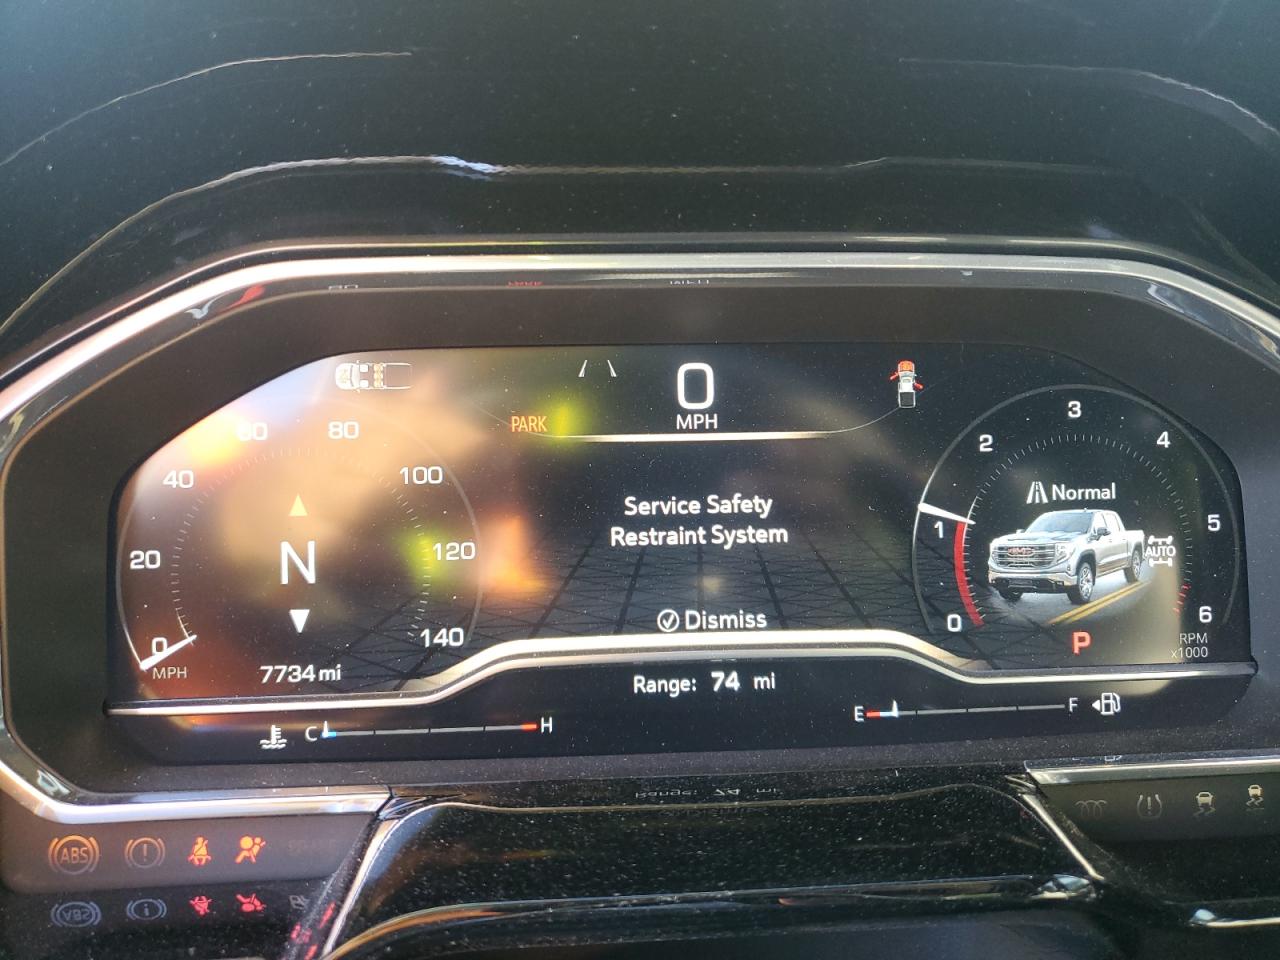 0
MPH
PARK
60
80
40
100
20
120
0
140
MPH
N
7734 mi
Service Safety
Restraint System
Dismiss
Range: 74 mi
C
H
E
F
3
2
4
1
5
0
6
RPM
x1000
Normal
GMC
AUTO
P
ABS